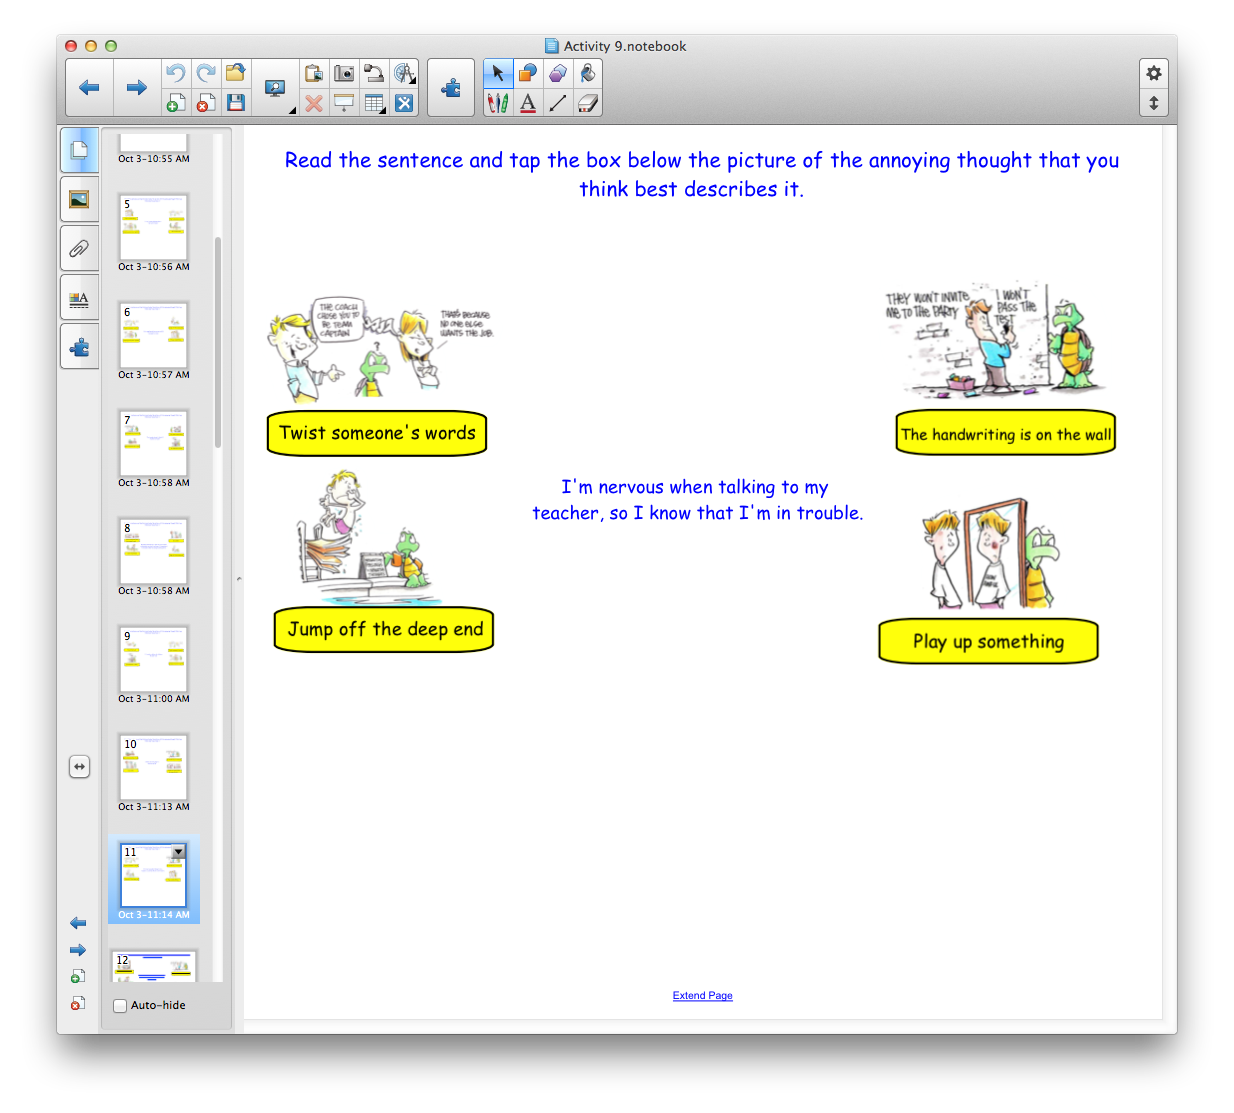 Activity 9.notebook
Oct 3-10:55 AM
5
Oct 3-10:56 AM
6
Oct 3-10:57 AM
7
Oct 3-10:58 AM
8
Oct 3-10:58 AM
9
Oct 3-11:00 AM
10
Oct 3-11:13 AM
11
Oct 3-11:14 AM
12
Auto-hide
Read the sentence and tap the box below the picture of the annoying thought that you
think best describes it.
THE COACH
CHOSE YOU TO
BE TEAM
CAPTAIN
THAT'S BECAUSE
NO ONE ELSE
WANTS THE JOB.
?
Twist someone's words
THEY WON'T INVITE
ME TO THE PARTY
I WON'T
PASS THE
TEST
The handwriting is on the wall
I'm nervous when talking to my
teacher, so I know that I'm in trouble.
Jump off the deep end
Play up something
Extend Page